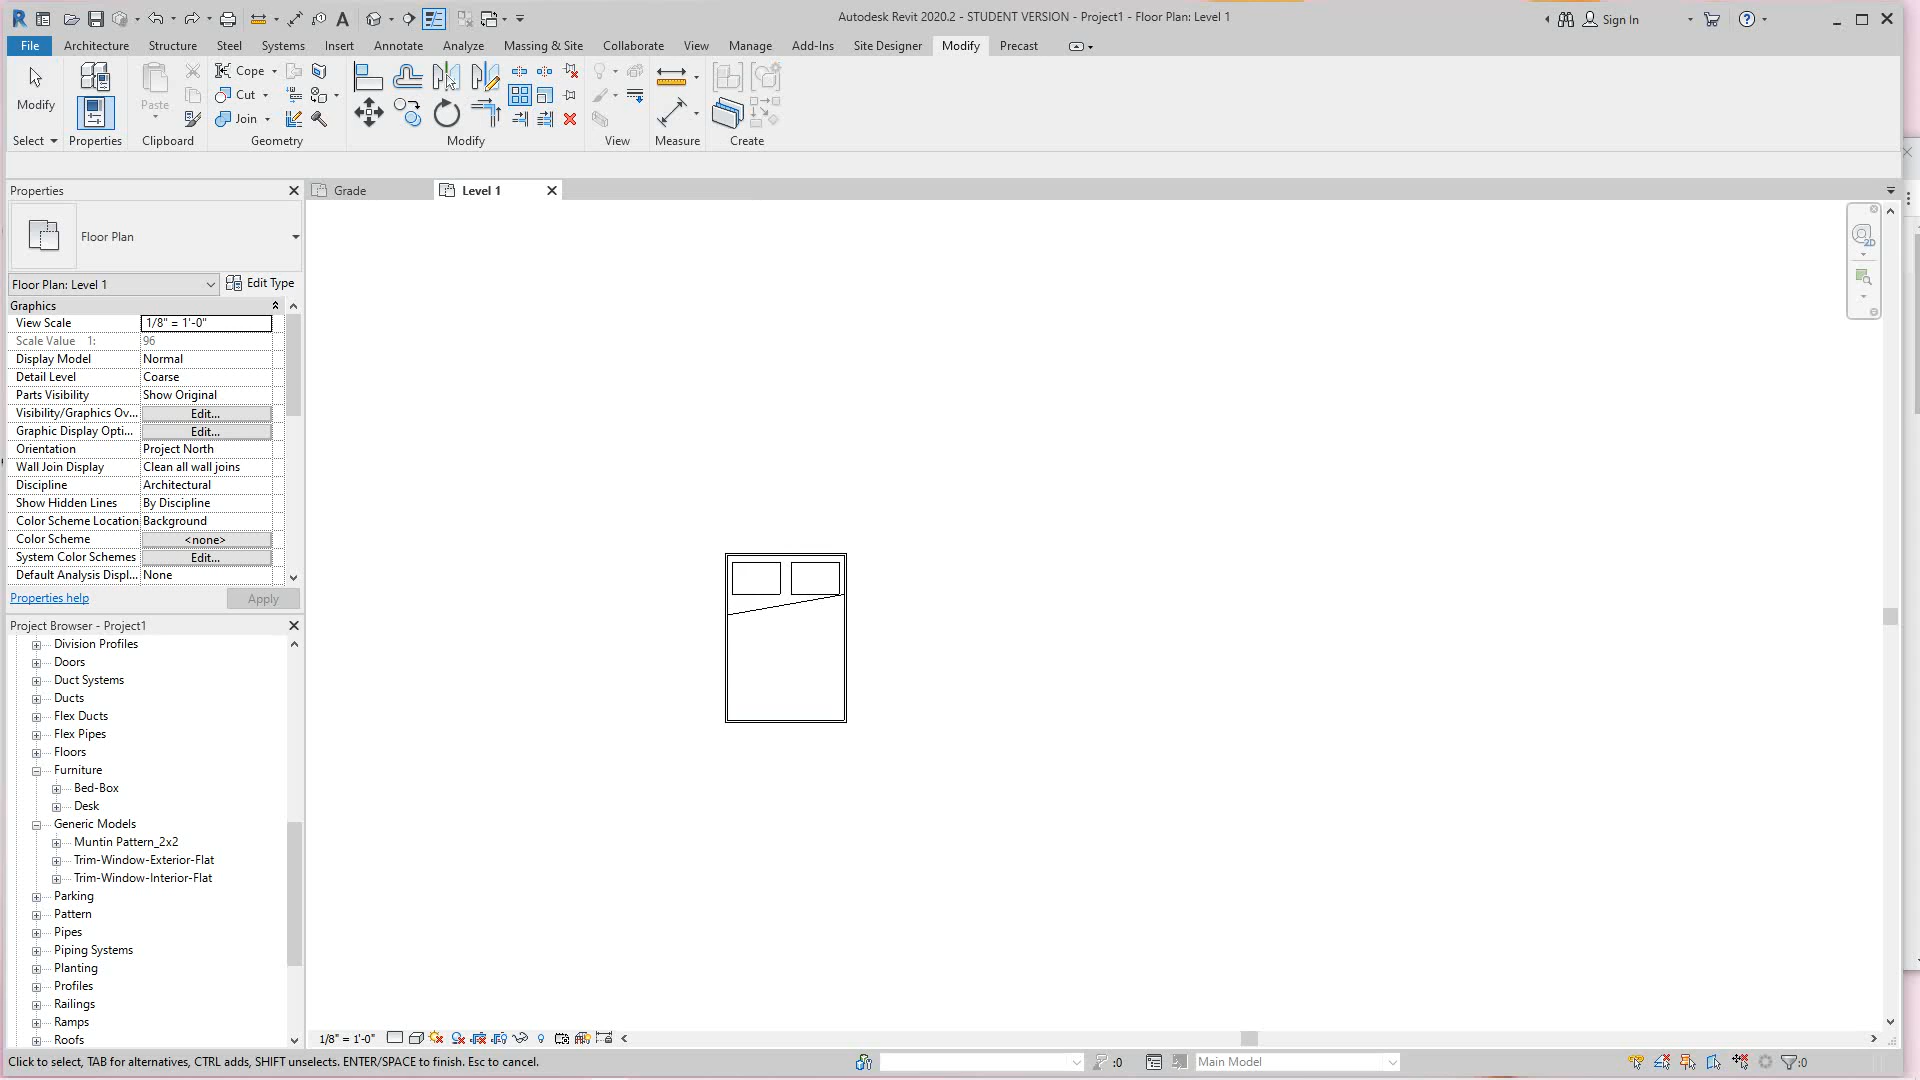 Autodesk Revit 2020.2 - STUDENT VERSION - Project1 - Floor Plan: Level 1
Sign In
File Architecture Structure Steel Systems Insert Annotate Analyze Massing & Site Collaborate View Manage Add-Ins Site Designer Modify Precast
Modify
Paste
Cope
Cut
Join
Select Properties Clipboard Geometry Modify View Measure Create
Properties
Grade
Level 1
Floor Plan
Floor Plan: Level 1
Edit Type
Graphics
View Scale 1/8" = 1'-0"
Scale Value 1: 96
Display Model Normal
Detail Level Coarse
Parts Visibility Show Original
Visibility/Graphics Ov... Edit...
Graphic Display Opti... Edit...
Orientation Project North
Wall Join Display Clean all wall joins
Discipline Architectural
Show Hidden Lines By Discipline
Color Scheme Location Background
Color Scheme <none>
System Color Schemes Edit...
Default Analysis Displ... None
Properties help
Apply
Project Browser - Project1
Division Profiles
Doors
Duct Systems
Ducts
Flex Ducts
Flex Pipes
Floors
Furniture
Bed-Box
Desk
Generic Models
Muntin Pattern_2x2
Trim-Window-Exterior-Flat
Trim-Window-Interior-Flat
Parking
Pattern
Pipes
Piping Systems
Planting
Profiles
Railings
Ramps
Roofs
2D
1/8" = 1'-0"
Click to select, TAB for alternatives, CTRL adds, SHIFT unselects. ENTER/SPACE to finish. Esc to cancel.
:0
Main Model
:0